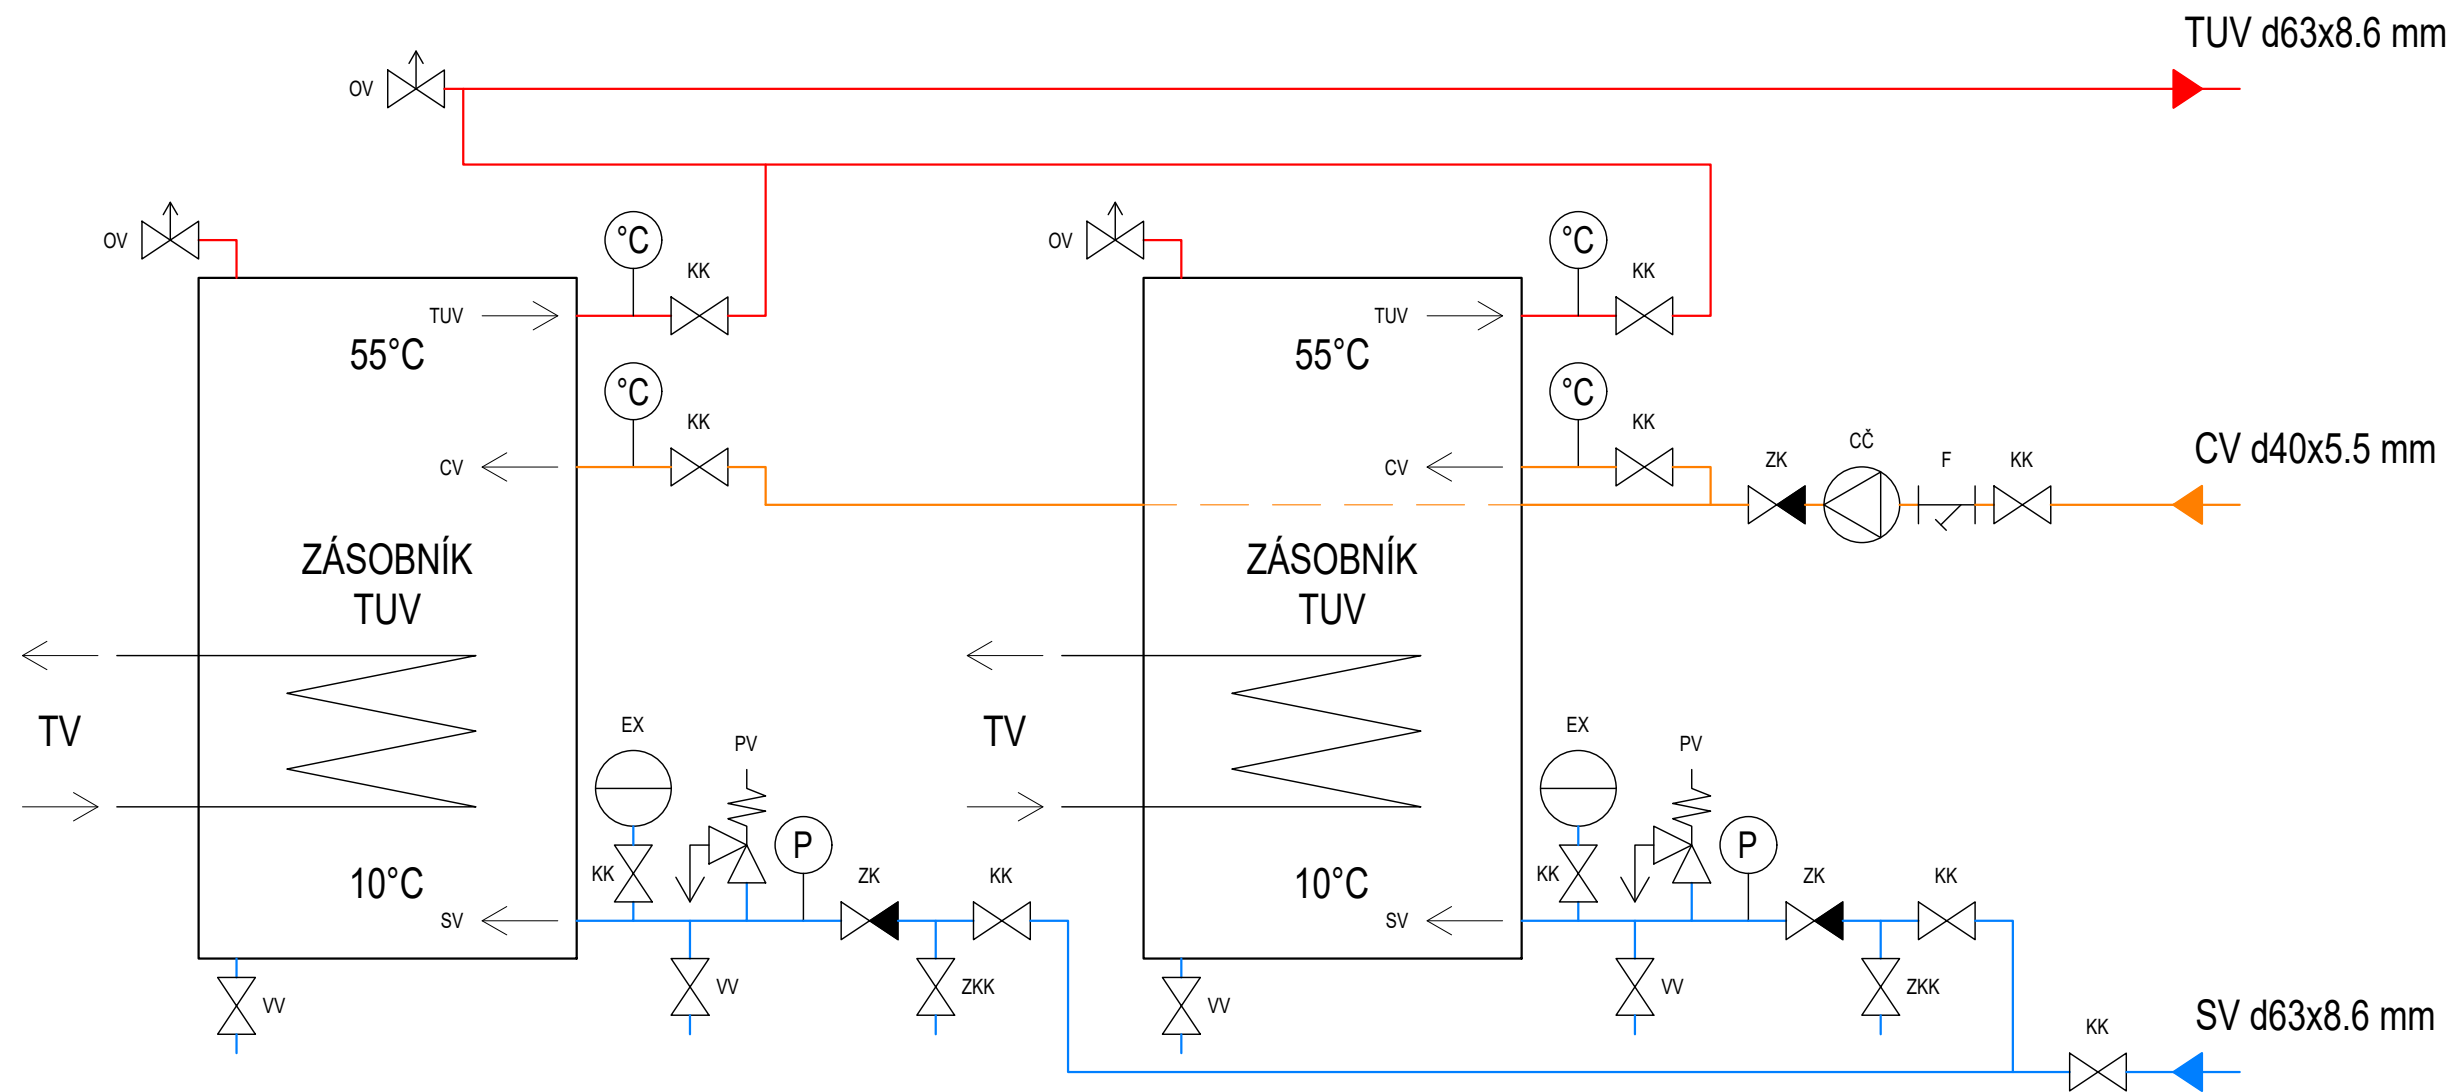 TUV d63x8.6 mm
OV
OV
°C
KK
OV
°C
KK
TUV
TUV
55°C
55°C
°C
KK
°C
KK
CČ
CV d40x5.5 mm
CV
CV
ZK
F
KK
ZÁSOBNÍK
TUV
ZÁSOBNÍK
TUV
TV
EX
PV
TV
EX
PV
P
P
10°C
KK
ZK
KK
10°C
KK
ZK
KK
SV
SV
VV
VV
ZKK
VV
VV
ZKK
SV d63x8.6 mm
KK